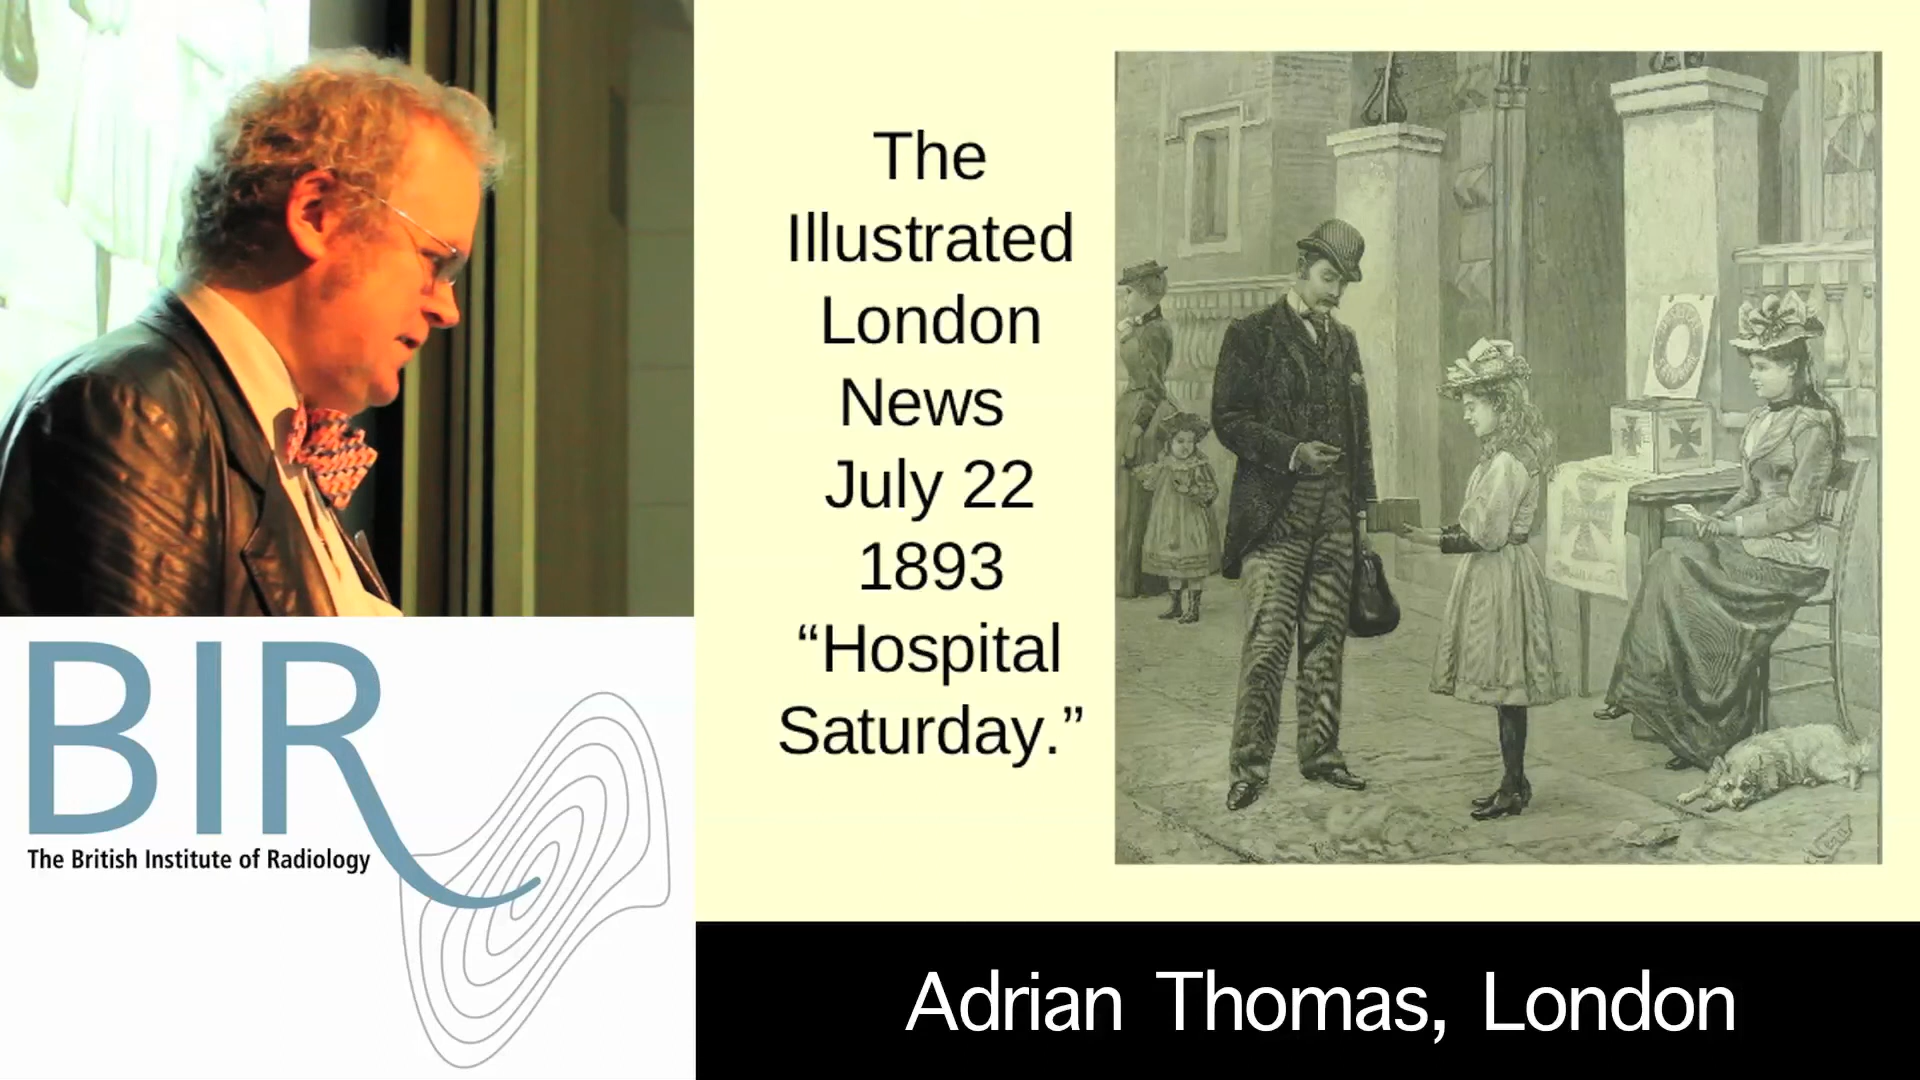 The
Illustrated
London
News
July 22
1893
“Hospital
Saturday.”
BIR
The British Institute of Radiology
Adrian Thomas, London